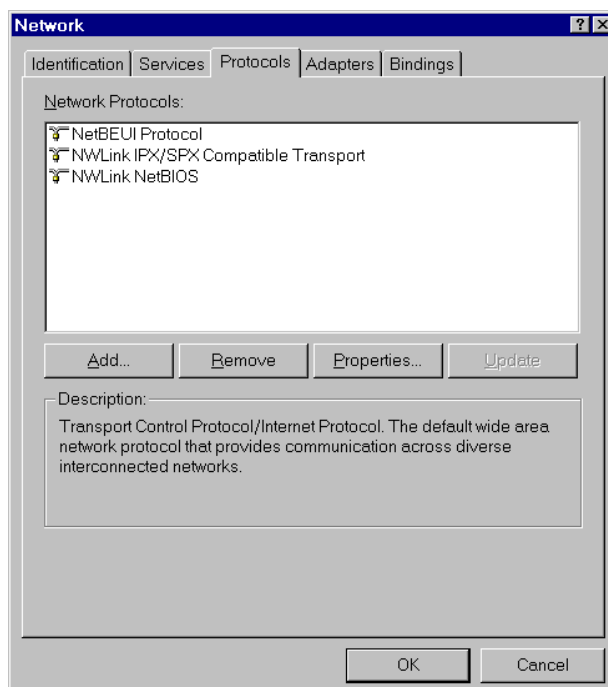 Network
Identification Services Protocols Adapters Bindings
Network Protocols:
NetBEUI Protocol
NWLink IPX/SPX Compatible Transport
NWLink NetBIOS
Add... Remove Properties... Update
Description:
Transport Control Protocol/Internet Protocol. The default wide area
network protocol that provides communication across diverse
interconnected networks.
OK Cancel